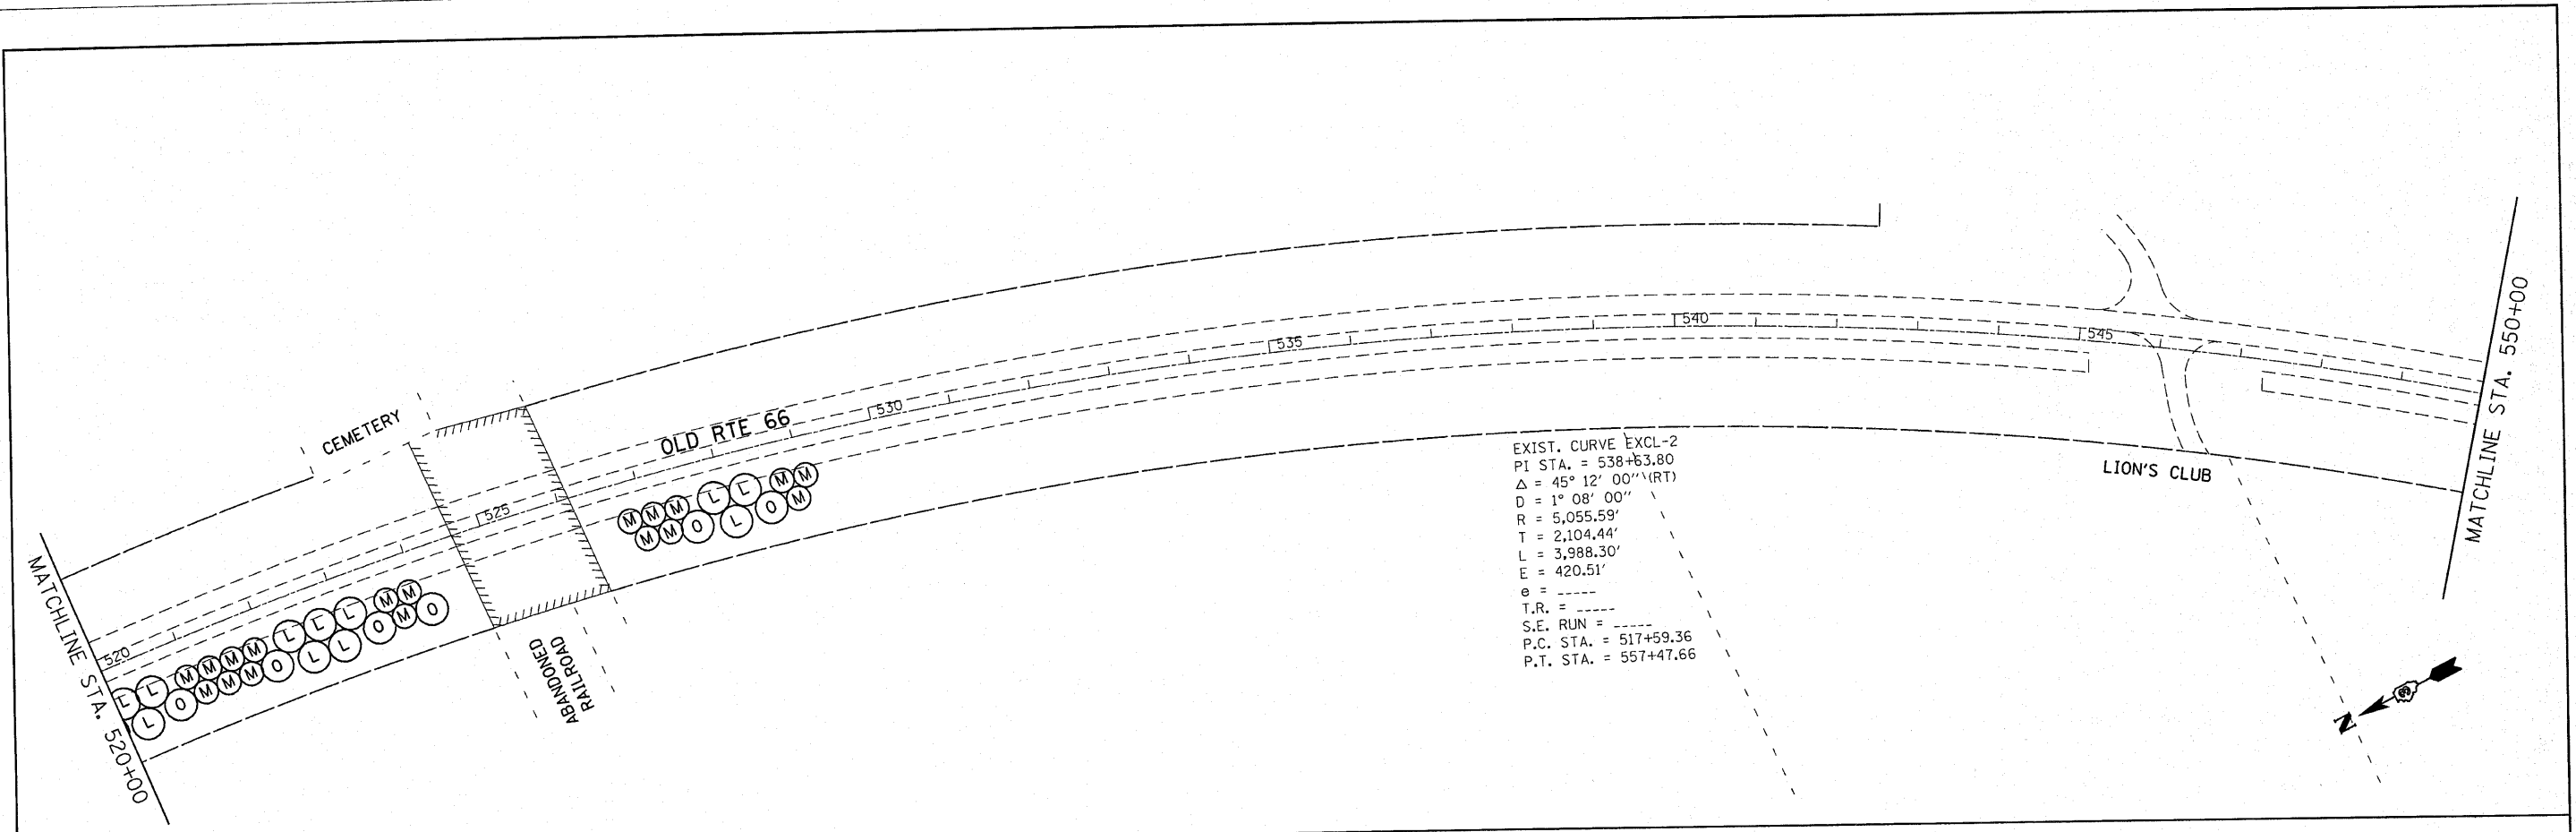 CEMETERY
OLD RTE 66
520
525
530
535
540
545
MATCHLINE STA. 520+00
MATCHLINE STA. 550+00
L L M M M M L L L M M
L O M M M O L L O M O
M M M L L M M
M M O L O M
ABANDONED
RAILROAD
EXIST. CURVE EXCL-2
PI STA. = 538+63.80
Δ = 45° 12' 00" (RT)
D = 1° 08' 00"
R = 5,055.59'
T = 2,104.44'
L = 3,988.30'
E = 420.51'
e = -----
T.R. = -----
S.E. RUN = -----
P.C. STA. = 517+59.36
P.T. STA. = 557+47.66
LION'S CLUB
N